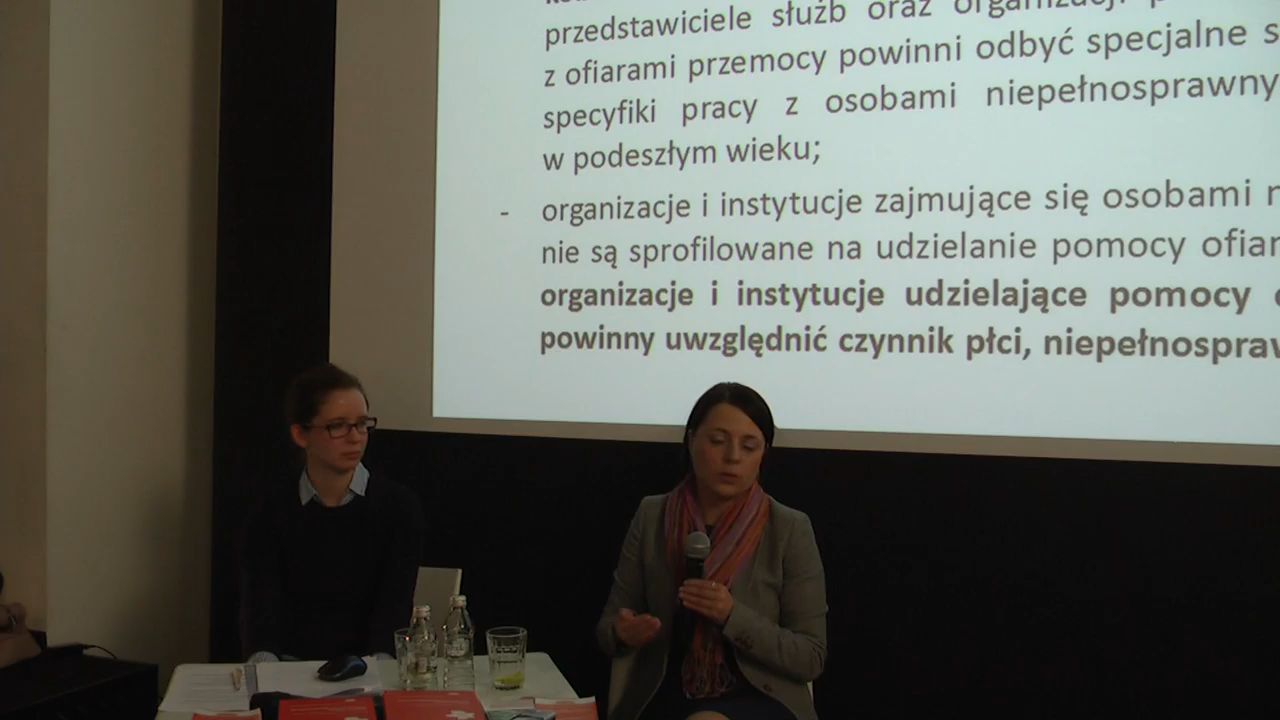 przedstawiciele służb oraz organizacji
z ofiarami przemocy powinni odbyć specjalne s
specyfiki pracy z osobami niepełnosprawny
w podeszłym wieku;
- organizacje i instytucje zajmujące się osobami
nie są sprofilowane na udzielanie pomocy ofiar
organizacje i instytucje udzielające pomocy
powinny uwzględnić czynnik płci, niepełnospraw